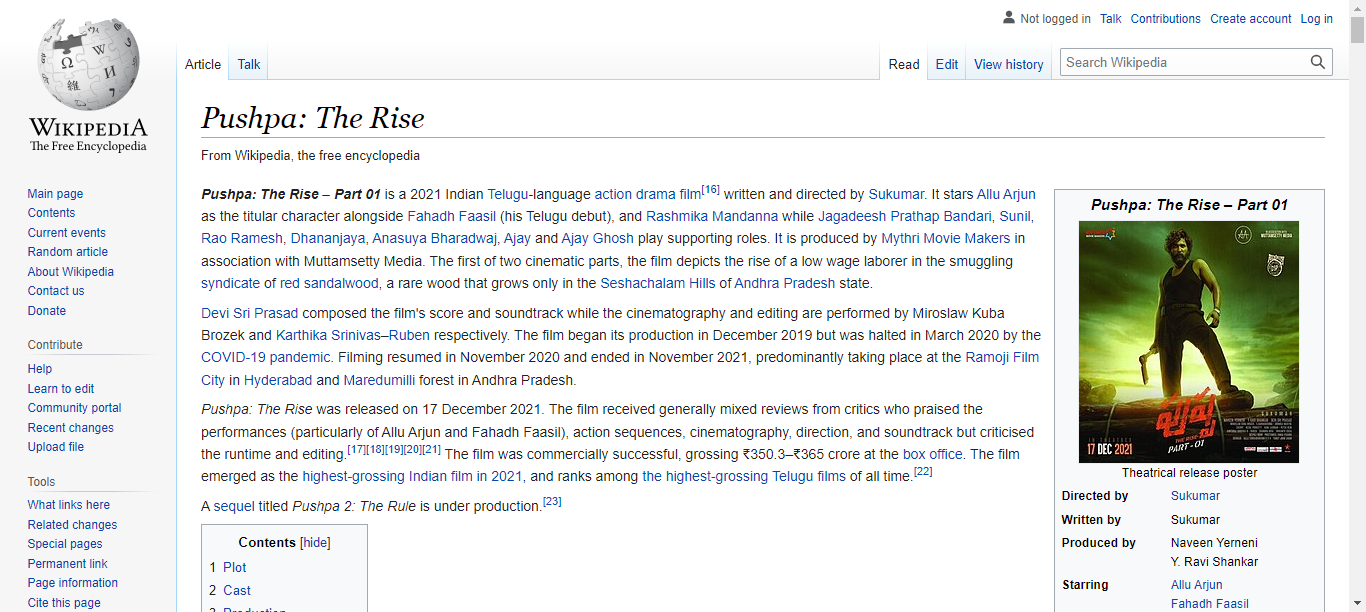 Not logged in Talk Contributions Create account Log in
Article Talk Read Edit View history Search Wikipedia
WIKIPEDIA
The Free Encyclopedia
Main page
Contents
Current events
Random article
About Wikipedia
Contact us
Donate
Contribute
Help
Learn to edit
Community portal
Recent changes
Upload file
Tools
What links here
Related changes
Special pages
Permanent link
Page information
Cite this page
Pushpa: The Rise
From Wikipedia, the free encyclopedia
Pushpa: The Rise – Part 01 is a 2021 Indian Telugu-language action drama film[16] written and directed by Sukumar. It stars Allu Arjun
as the titular character alongside Fahadh Faasil (his Telugu debut), and Rashmika Mandanna while Jagadeesh Prathap Bandari, Sunil,
Rao Ramesh, Dhananjaya, Anasuya Bharadwaj, Ajay and Ajay Ghosh play supporting roles. It is produced by Mythri Movie Makers in
association with Muttamsetty Media. The first of two cinematic parts, the film depicts the rise of a low wage laborer in the smuggling
syndicate of red sandalwood, a rare wood that grows only in the Seshachalam Hills of Andhra Pradesh state.
Devi Sri Prasad composed the film's score and soundtrack while the cinematography and editing are performed by Miroslaw Kuba
Brozek and Karthika Srinivas–Ruben respectively. The film began its production in December 2019 but was halted in March 2020 by the
COVID-19 pandemic. Filming resumed in November 2020 and ended in November 2021, predominantly taking place at the Ramoji Film
City in Hyderabad and Maredumilli forest in Andhra Pradesh.
Pushpa: The Rise was released on 17 December 2021. The film received generally mixed reviews from critics who praised the
performances (particularly of Allu Arjun and Fahadh Faasil), action sequences, cinematography, direction, and soundtrack but criticised
the runtime and editing.[17][18][19][20][21] The film was commercially successful, grossing ₹350.3–₹365 crore at the box office. The film
emerged as the highest-grossing Indian film in 2021, and ranks among the highest-grossing Telugu films of all time.[22]
A sequel titled Pushpa 2: The Rule is under production.[23]
Contents [hide]
1 Plot
2 Cast
3 Production
Pushpa: The Rise – Part 01
పుష్ప
THE RISE
PART-01
IN THEATRES
17 DEC 2021
SUKUMAR
Theatrical release poster
Directed by Sukumar
Written by Sukumar
Produced by Naveen Yerneni
Y. Ravi Shankar
Starring Allu Arjun
Fahadh Faasil